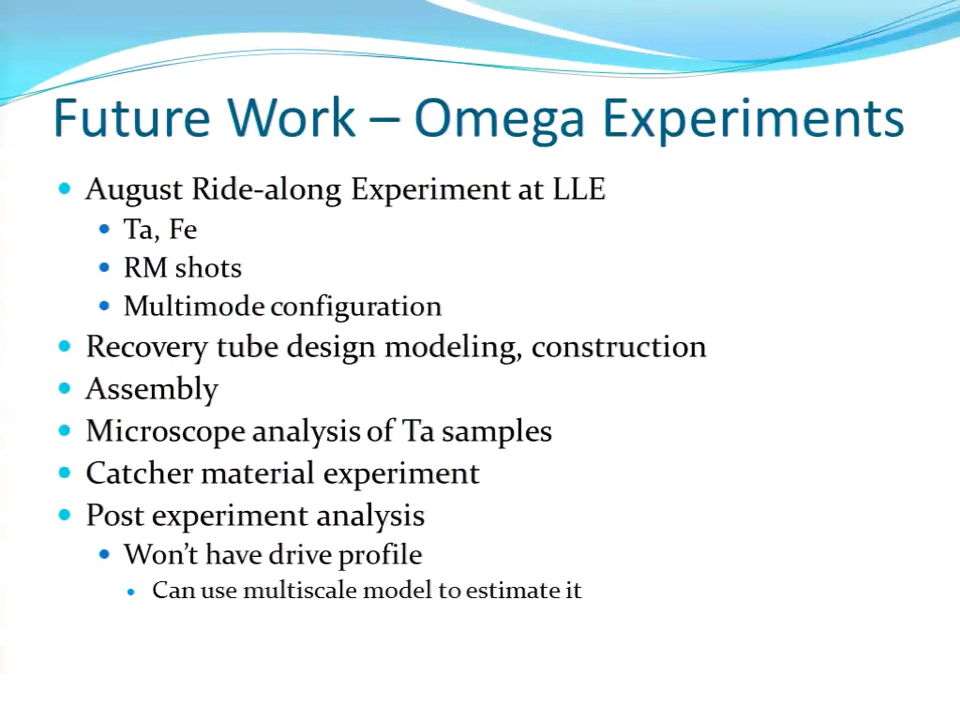 Future Work – Omega Experiments
August Ride-along Experiment at LLE
Ta, Fe
RM shots
Multimode configuration
Recovery tube design modeling, construction
Assembly
Microscope analysis of Ta samples
Catcher material experiment
Post experiment analysis
Won’t have drive profile
Can use multiscale model to estimate it